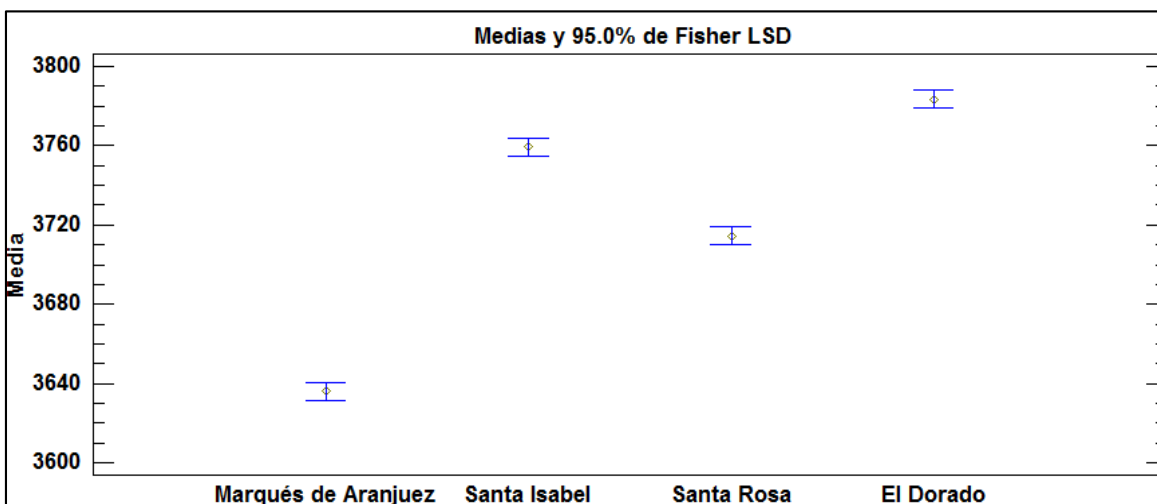 Medias y 95.0% de Fisher LSD
3800
3760
3720
3680
3640
3600
Media
Marqués de Aranjuez Santa Isabel Santa Rosa El Dorado